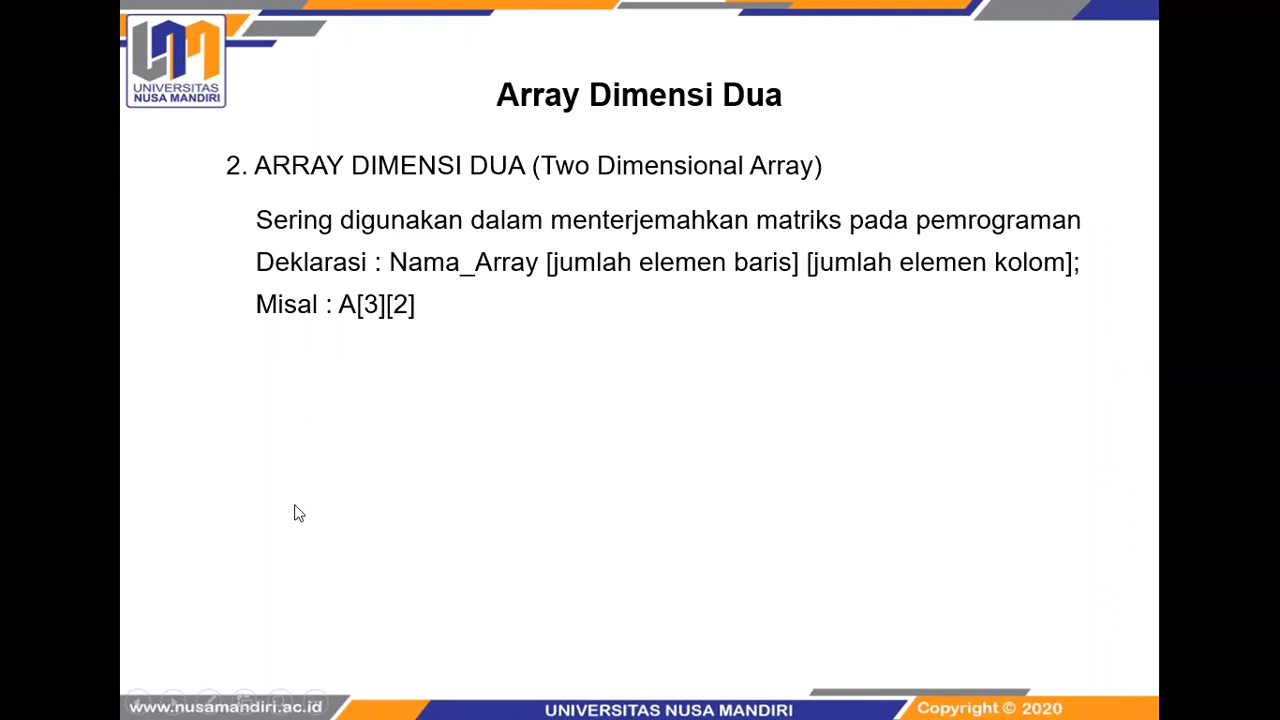 UNIVERSITAS
NUSA MANDIRI
Array Dimensi Dua
2. ARRAY DIMENSI DUA (Two Dimensional Array)
Sering digunakan dalam menterjemahkan matriks pada pemrograman
Deklarasi : Nama_Array [jumlah elemen baris] [jumlah elemen kolom];
Misal : A[3][2]
www.nusamandiri.ac.id
UNIVERSITAS NUSA MANDIRI
Copyright © 2020